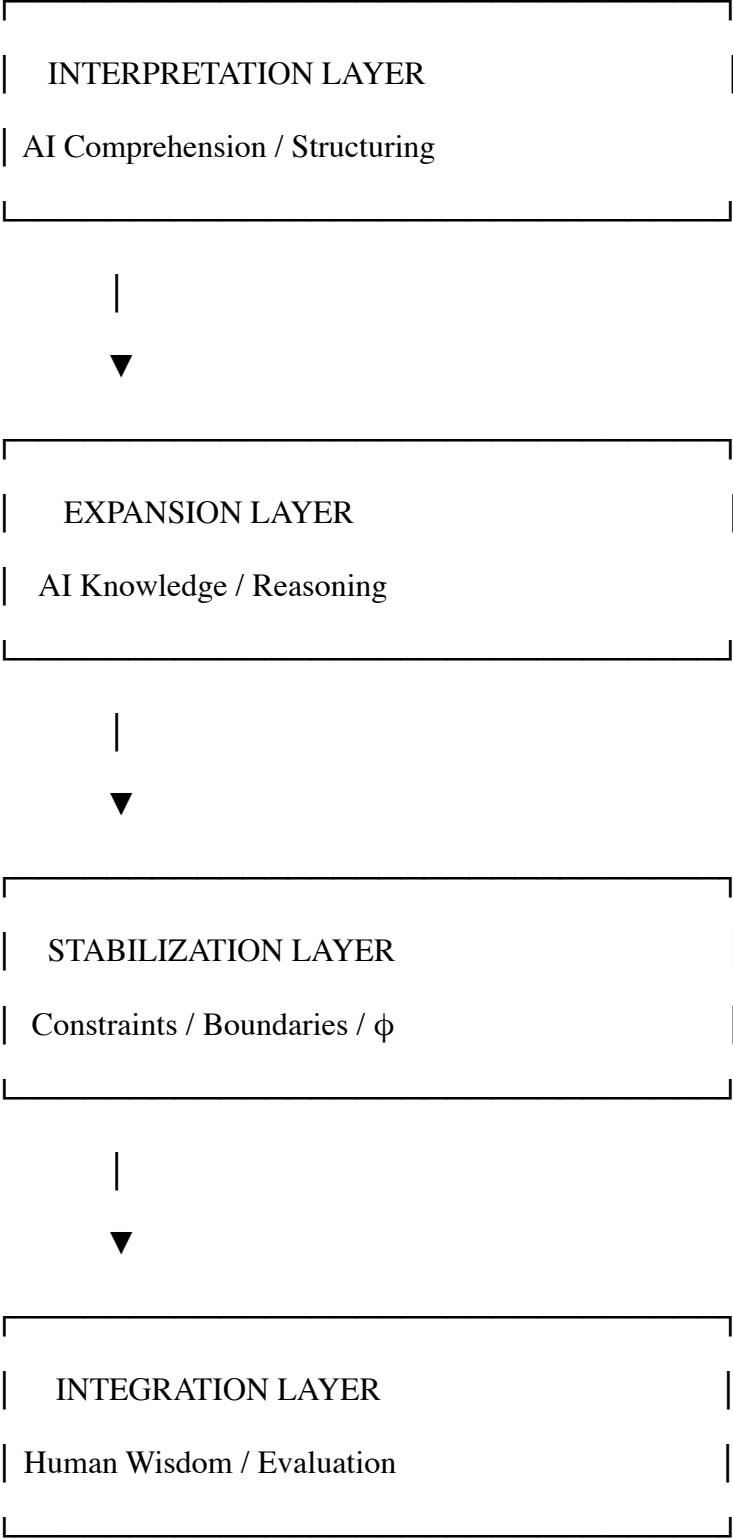 INTERPRETATION LAYER
AI Comprehension / Structuring
EXPANSION LAYER
AI Knowledge / Reasoning
STABILIZATION LAYER
Constraints / Boundaries / ϕ
INTEGRATION LAYER
Human Wisdom / Evaluation